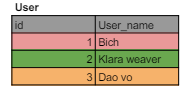 User
id User_name
1 Bich
2 Klara weaver
3 Dao vo